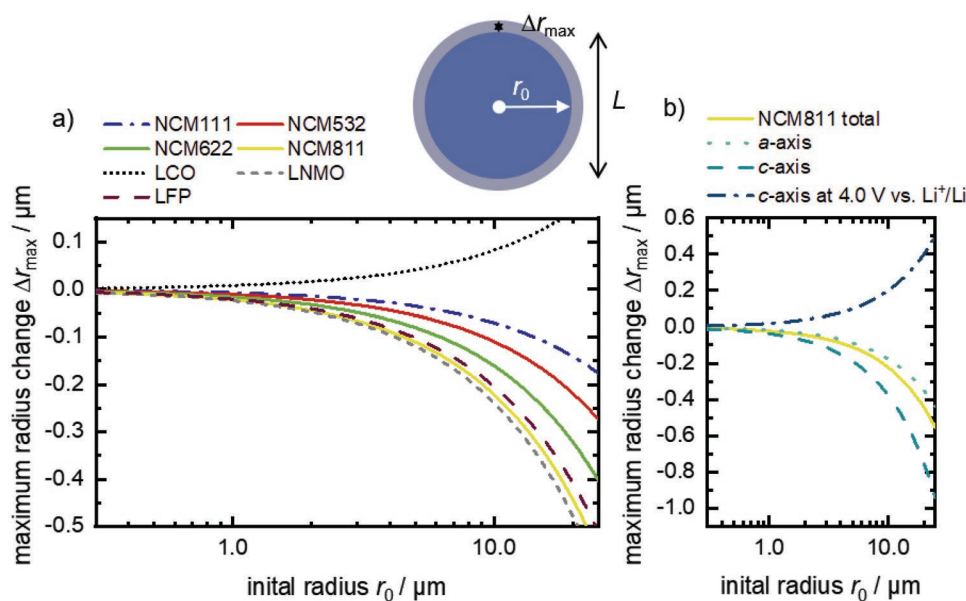 Δr_max
r_0
L
a)
NCM111 NCM532
NCM622 NCM811
LCO LNMO
LFP
maximum radius change Δr_max / µm
0.1
0.0
-0.1
-0.2
-0.3
-0.4
-0.5
1.0 10.0
inital radius r_0 / µm
b)
NCM811 total
a-axis
c-axis
c-axis at 4.0 V vs. Li⁺/Li
maximum radius change Δr_max / µm
0.6
0.4
0.2
0.0
-0.2
-0.4
-0.6
-0.8
-1.0
1.0 10.0
inital radius r_0 / µm